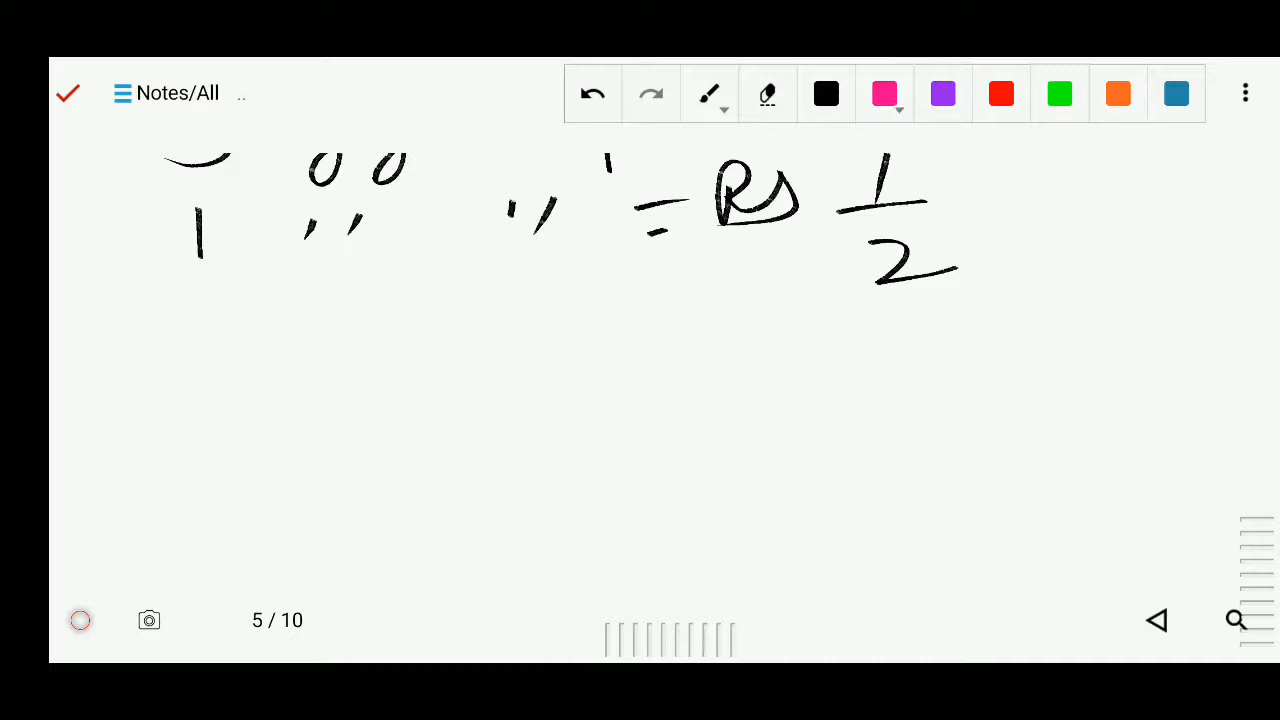 Notes/All ..
1 " " = Rs 1/2
5 / 10